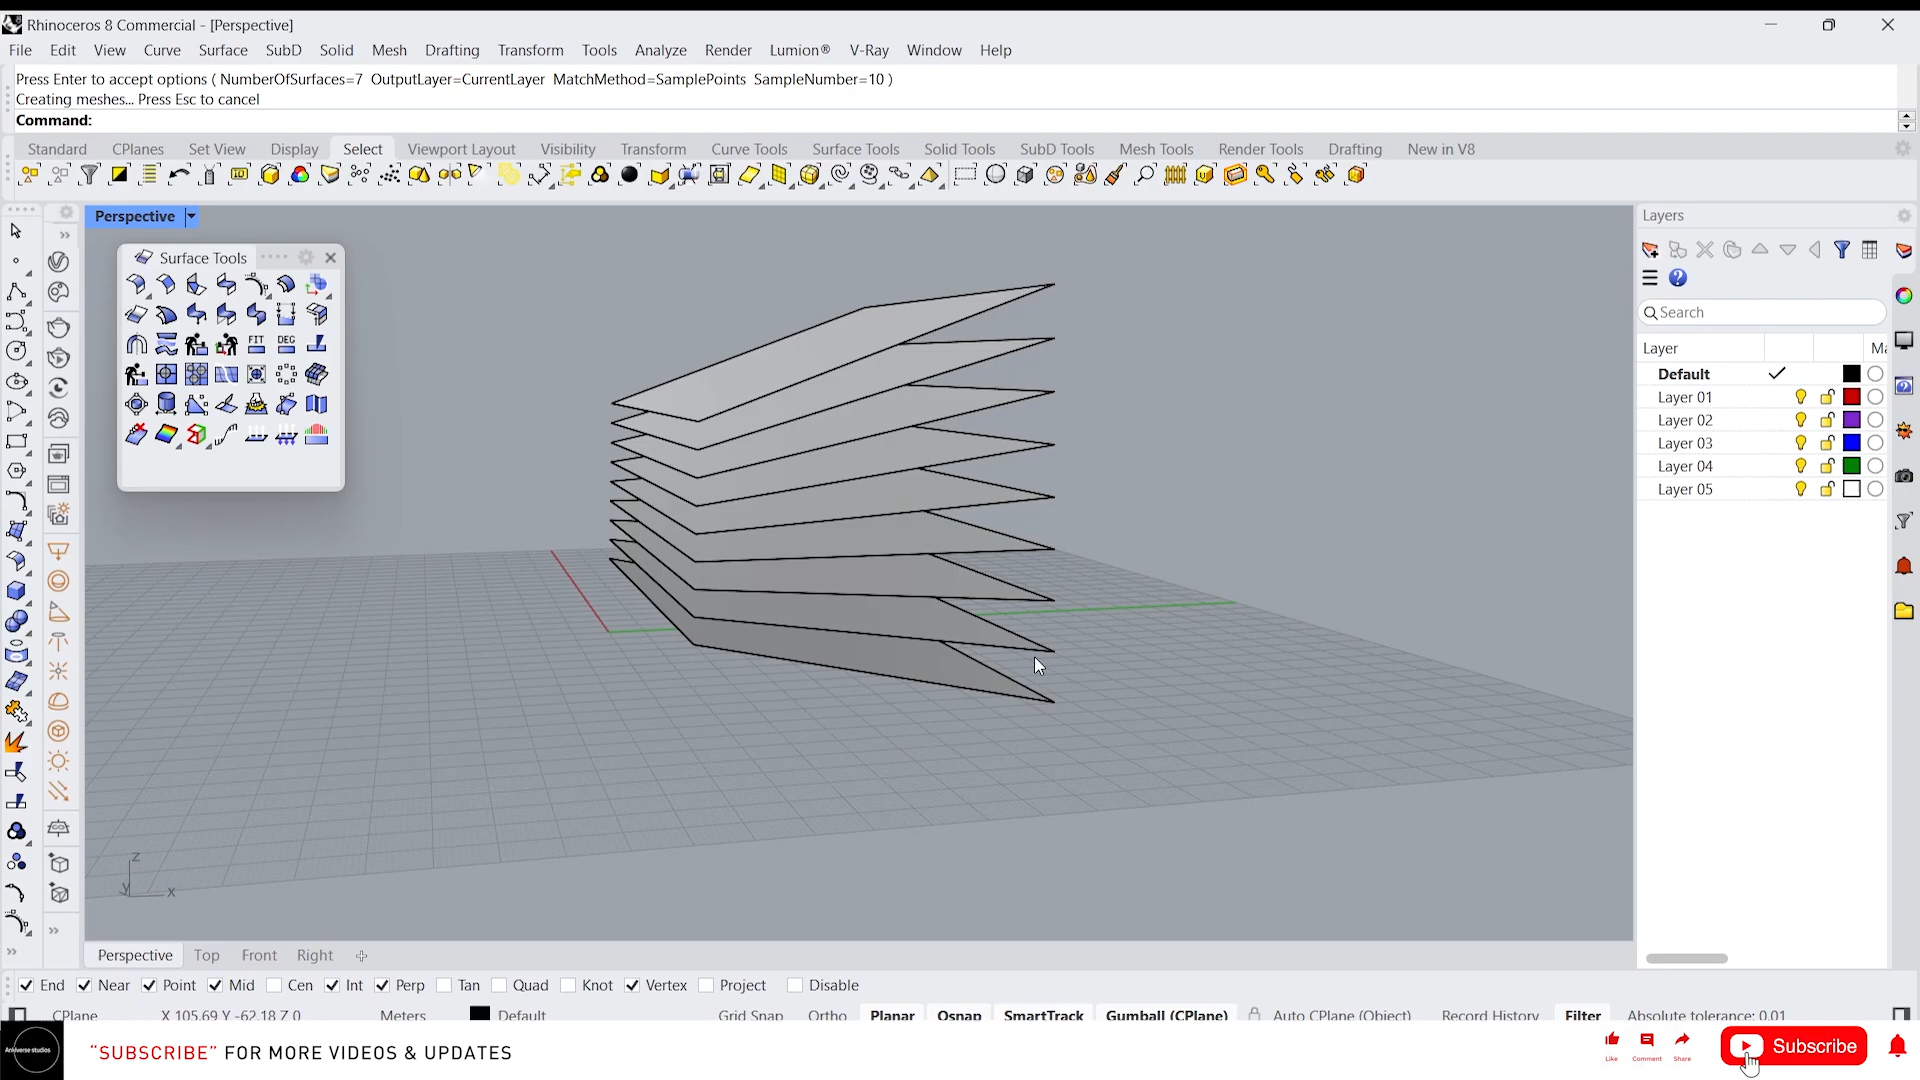 Rhinoceros 8 Commercial - [Perspective]
File Edit View Curve Surface SubD Solid Mesh Drafting Transform Tools Analyze Render Lumion® V-Ray Window Help
Press Enter to accept options ( NumberOfSurfaces=7 OutputLayer=CurrentLayer MatchMethod=SamplePoints SampleNumber=10 )
Creating meshes... Press Esc to cancel
Command:
Standard CPlanes Set View Display Select Viewport Layout Visibility Transform Curve Tools Surface Tools Solid Tools SubD Tools Mesh Tools Render Tools Drafting New in V8
Perspective
Layers
Surface Tools
Search
FIT DEG
Layer Ma
Default
Layer 01
Layer 02
Layer 03
Layer 04
Layer 05
z
y x
Perspective Top Front Right
End Near Point Mid Cen Int Perp Tan Quad Knot Vertex Project Disable
CPlane X 105.69 Y -62.18 Z 0 Meters Default Grid Snap Ortho Planar Osnap SmartTrack Gumball (CPlane) Auto CPlane (Object) Record History Filter Absolute tolerance: 0.01
"SUBSCRIBE" FOR MORE VIDEOS & UPDATES
Like Comment Share
Subscribe